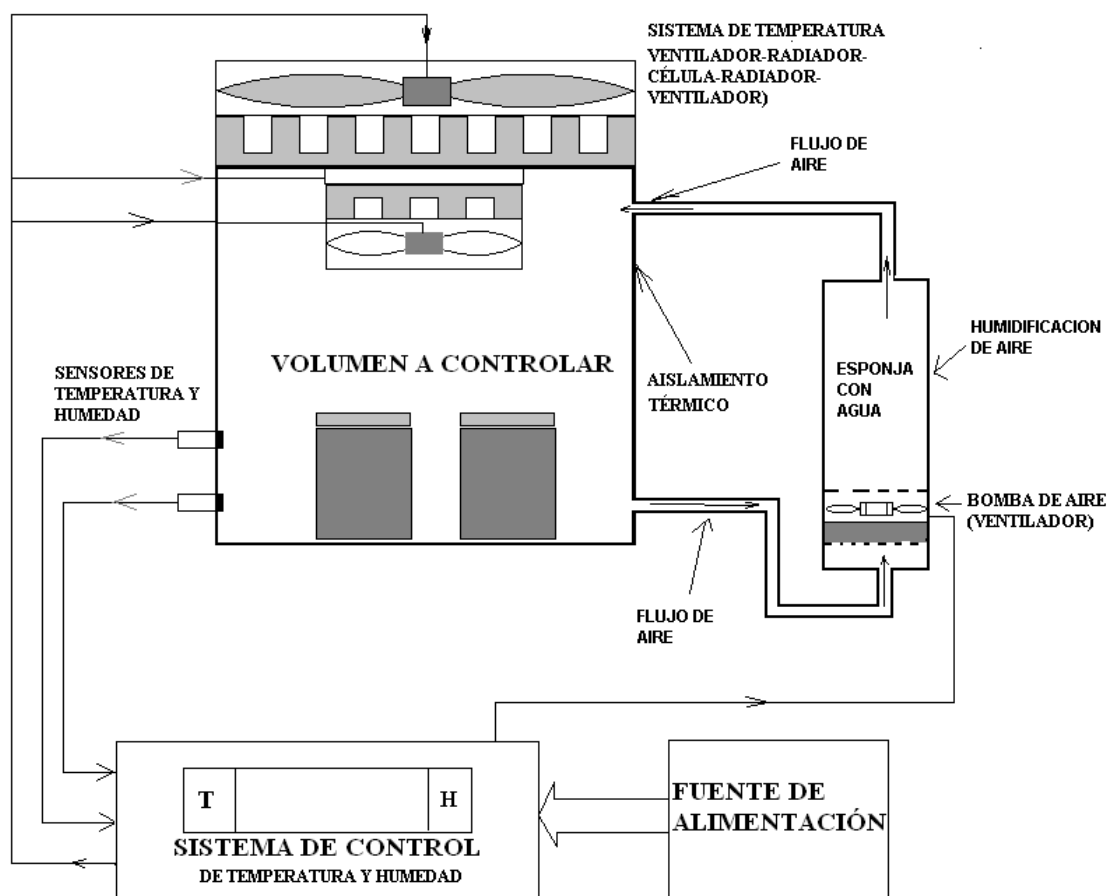 SISTEMA DE TEMPERATURA
VENTILADOR-RADIADOR-
CÉLULA-RADIADOR-
VENTILADOR)
FLUJO DE
AIRE
HUMIDIFICACION
DE AIRE
ESPONJA
CON
AGUA
VOLUMEN A CONTROLAR
AISLAMIENTO
TÉRMICO
SENSORES DE
TEMPERATURA Y
HUMEDAD
BOMBA DE AIRE
(VENTILADOR)
FLUJO DE
AIRE
T
H
SISTEMA DE CONTROL
DE TEMPERATURA Y HUMEDAD
FUENTE DE
ALIMENTACIÓN